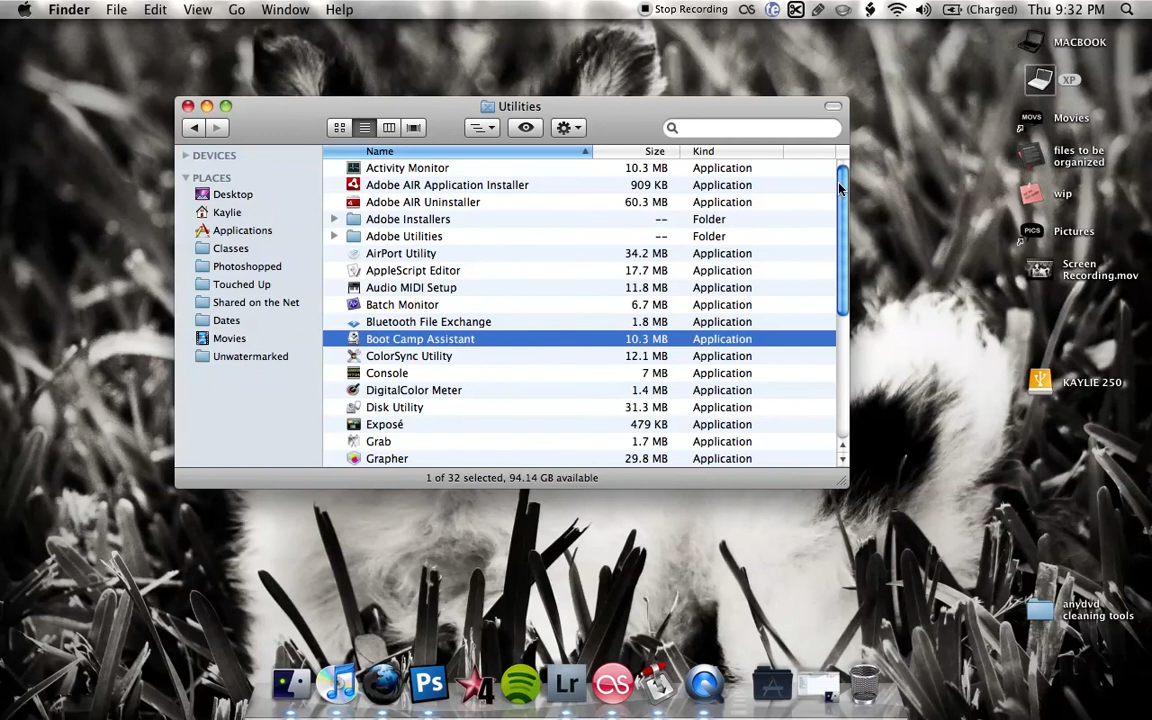 Finder File Edit View Go Window Help Stop Recording (Charged) Thu 9:32 PM
MACBOOK
XP
MOVS Movies
files to be
organized
wip
PICS Pictures
Screen
Recording.mov
KAYLIE 250
anydvd
cleaning tools
Utilities
DEVICES
PLACES
Desktop
Kaylie
Applications
Classes
Photoshopped
Touched Up
Shared on the Net
Dates
Movies
Unwatermarked
Name Size Kind
Activity Monitor 10.3 MB Application
Adobe AIR Application Installer 909 KB Application
Adobe AIR Uninstaller 60.3 MB Application
Adobe Installers -- Folder
Adobe Utilities -- Folder
AirPort Utility 34.2 MB Application
AppleScript Editor 17.7 MB Application
Audio MIDI Setup 11.8 MB Application
Batch Monitor 6.7 MB Application
Bluetooth File Exchange 1.8 MB Application
Boot Camp Assistant 10.3 MB Application
ColorSync Utility 12.1 MB Application
Console 7 MB Application
DigitalColor Meter 1.4 MB Application
Disk Utility 31.3 MB Application
Exposé 479 KB Application
Grab 1.7 MB Application
Grapher 29.8 MB Application
1 of 32 selected, 94.14 GB available
Ps 4 Lr